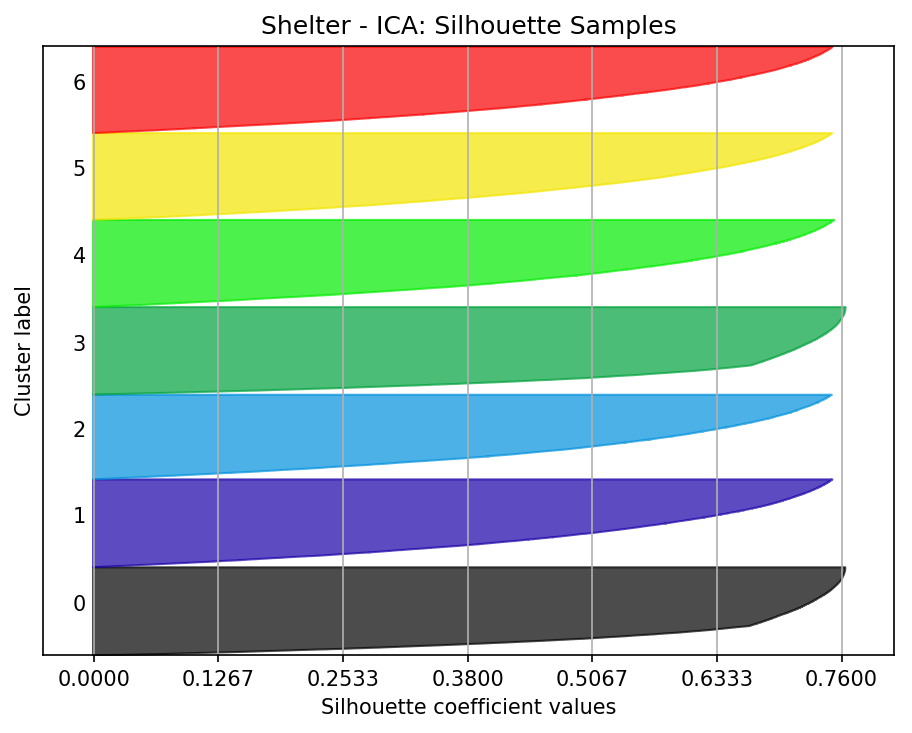 Shelter - ICA: Silhouette Samples
6
5
4
3
2
1
0
Cluster label
0.0000 0.1267 0.2533 0.3800 0.5067 0.6333 0.7600
Silhouette coefficient values